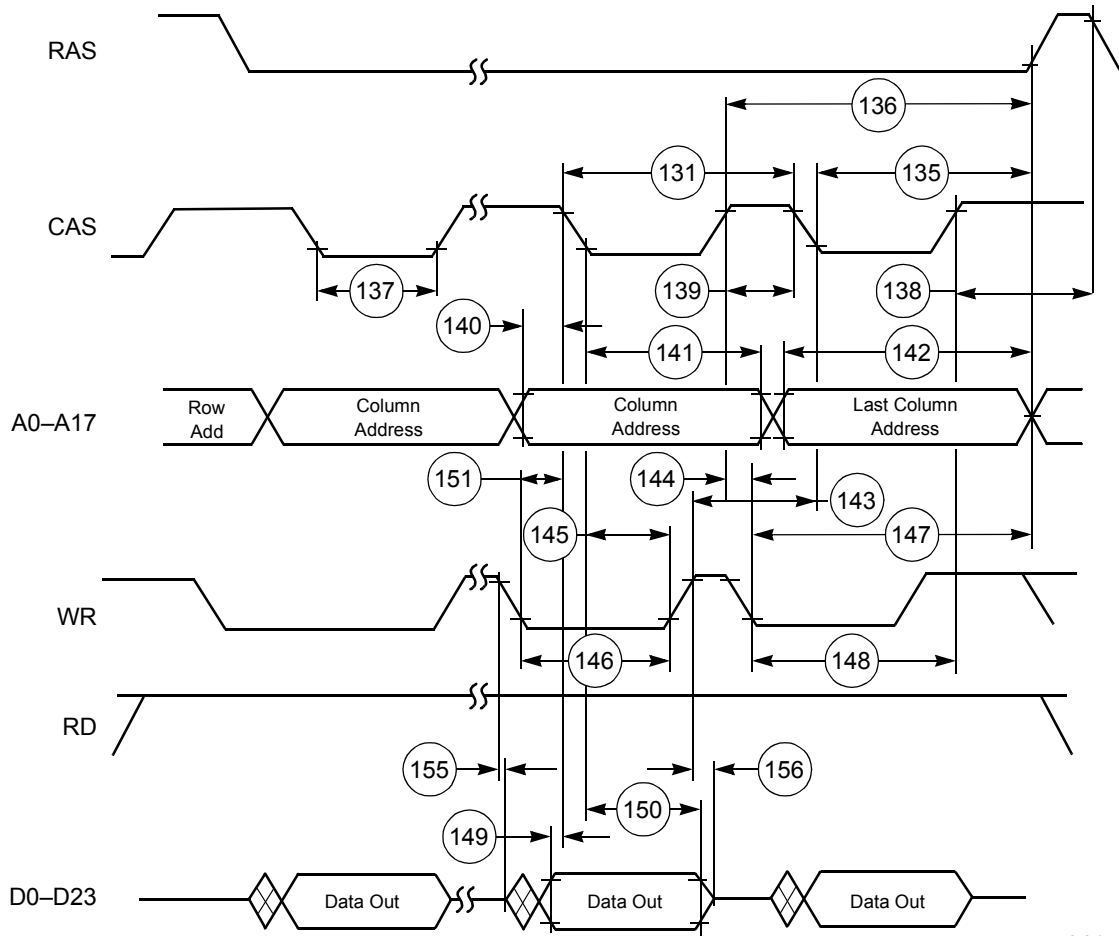 RAS
136
131
135
CAS
137
139
138
140
141
142
A0–A17
Row
Add
Column
Address
Column
Address
Last Column
Address
151
144
143
145
147
WR
146
148
RD
155
156
150
149
D0–D23
Data Out
Data Out
Data Out